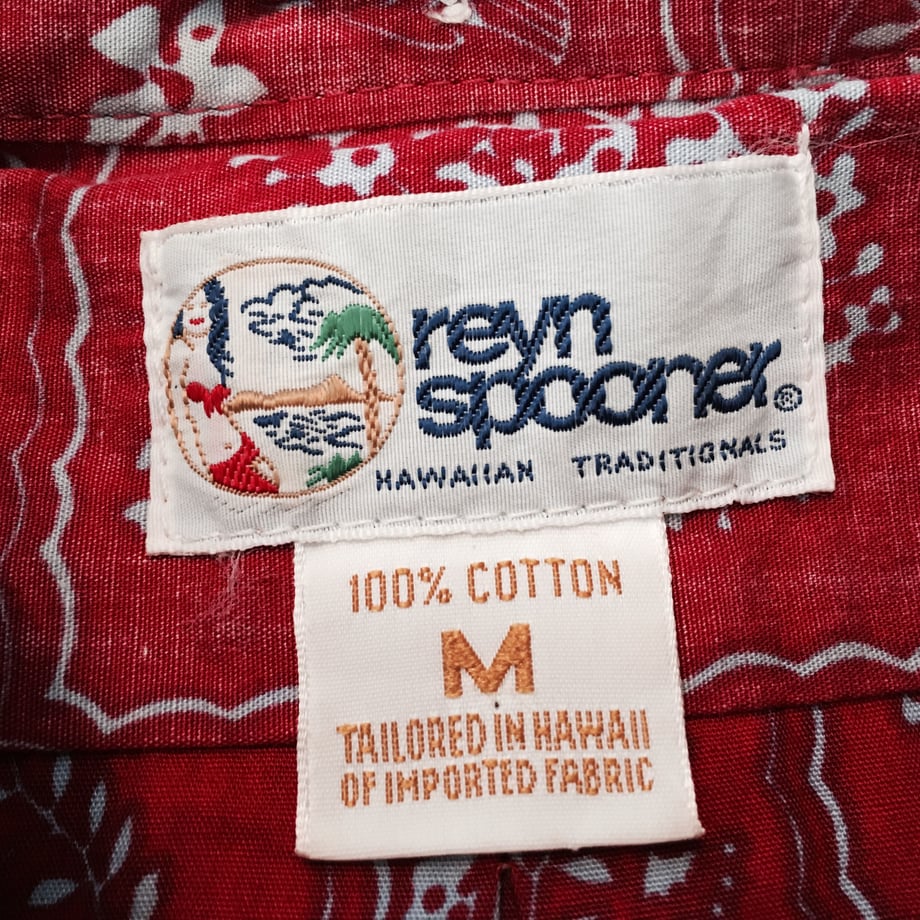 reyn
spooner®
HAWAIIAN TRADITIONALS
100% COTTON
M
TAILORED IN HAWAII
OF IMPORTED FABRIC